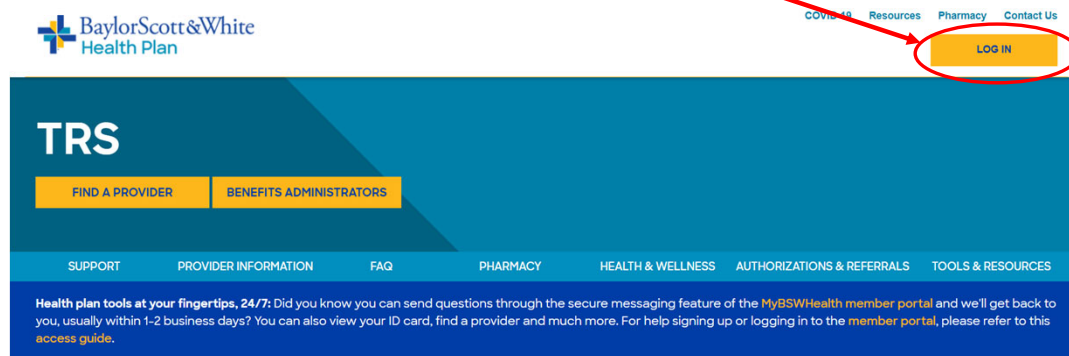 BaylorScott&White
Health Plan
COVID-19 Resources Pharmacy Contact Us
LOG IN
TRS
FIND A PROVIDER BENEFITS ADMINISTRATORS
SUPPORT PROVIDER INFORMATION FAQ PHARMACY HEALTH & WELLNESS AUTHORIZATIONS & REFERRALS TOOLS & RESOURCES
Health plan tools at your fingertips, 24/7: Did you know you can send questions through the secure messaging feature of the MyBSWHealth member portal and we'll get back to
you, usually within 1-2 business days? You can also view your ID card, find a provider and much more. For help signing up or logging in to the member portal, please refer to this
access guide.